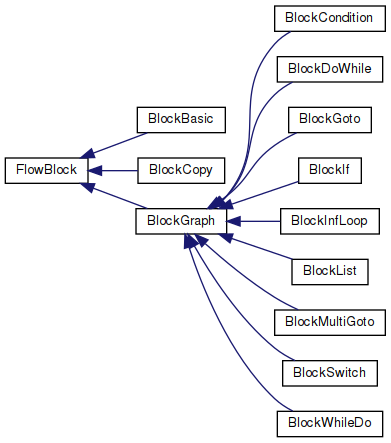 BlockCondition
BlockDoWhile
BlockBasic
BlockGoto
FlowBlock
BlockCopy
BlockIf
BlockGraph
BlockInfLoop
BlockList
BlockMultiGoto
BlockSwitch
BlockWhileDo